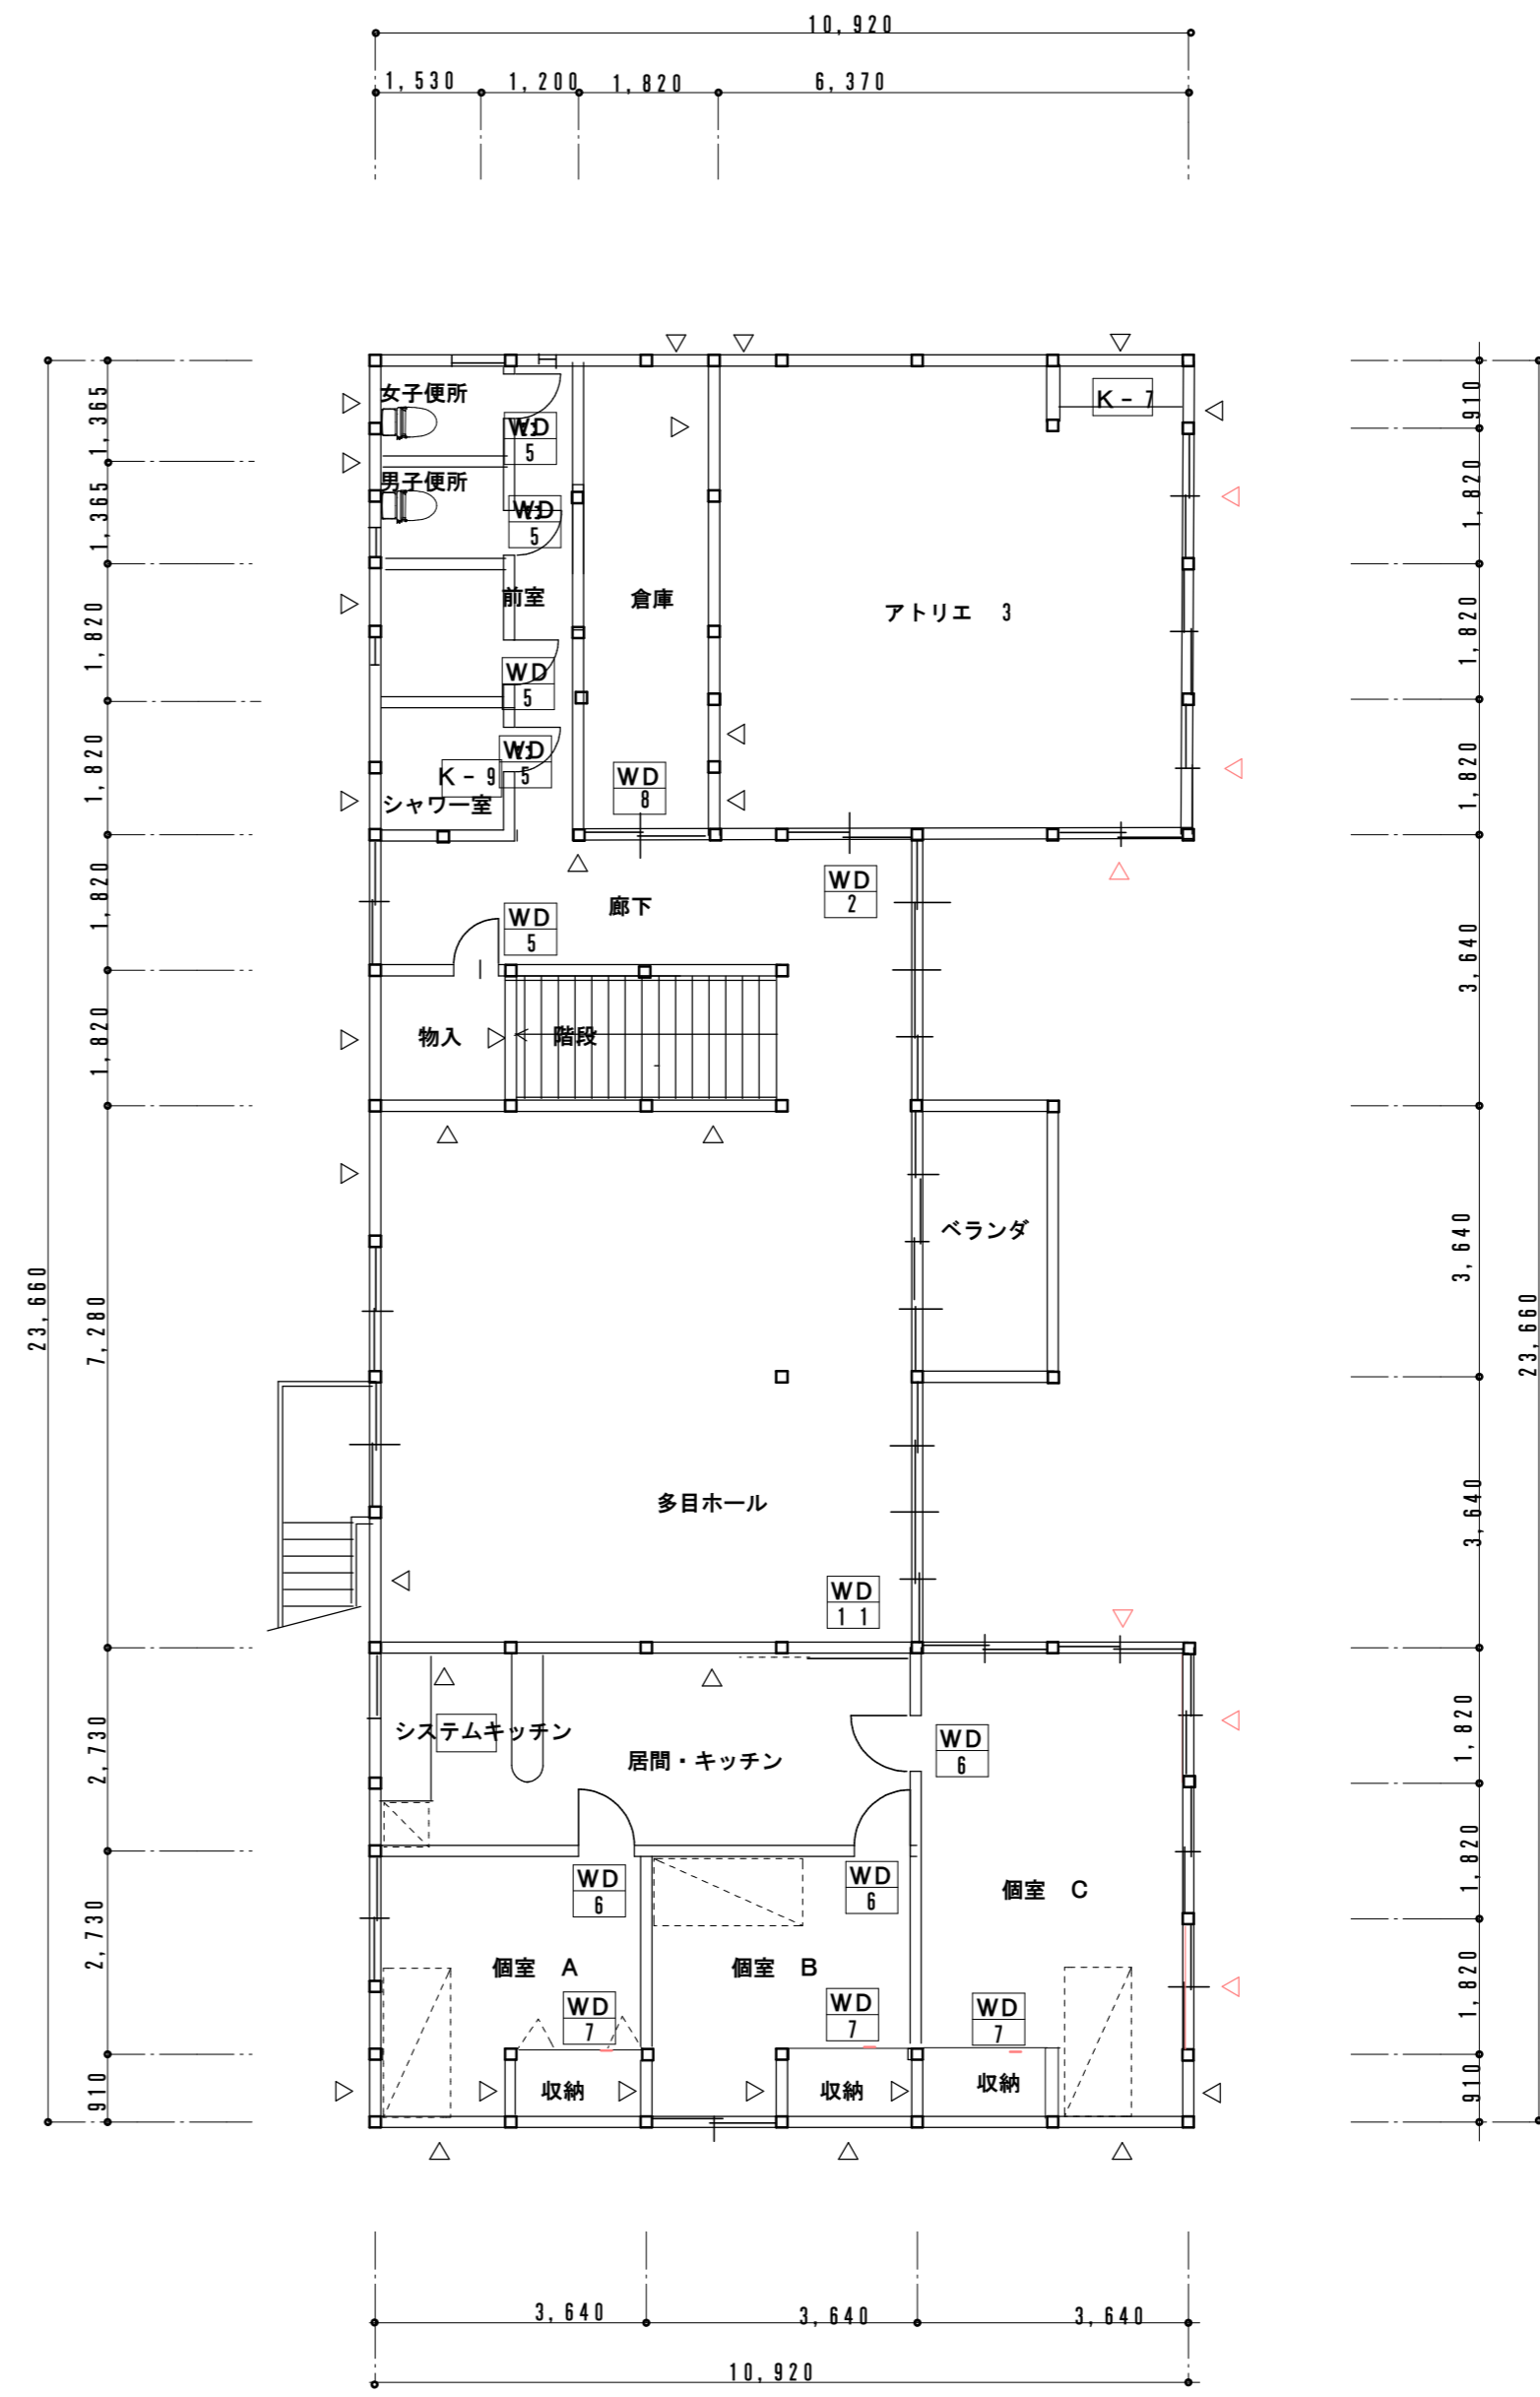 10,920
1,530
1,200
1,820
6,370
1,365
女子便所
K-7
910
WD
5
男子便所
1,365
1,820
WD
5
前室
倉庫
アトリエ 3
1,820
1,820
WD
5
WD
5
K-9
WD
8
シャワー室
1,820
1,820
WD
2
1,820
廊下
WD
5
3,640
物入
階段
1,820
ベランダ
3,640
23,660
7,280
23,660
多目ホール
3,640
WD
11
システムキッチン
居間・キッチン
WD
6
2,730
1,820
WD
6
WD
6
個室 C
1,820
2,730
個室 A
個室 B
1,820
WD
7
WD
7
WD
7
収納
収納
収納
910
910
3,640
3,640
3,640
10,920